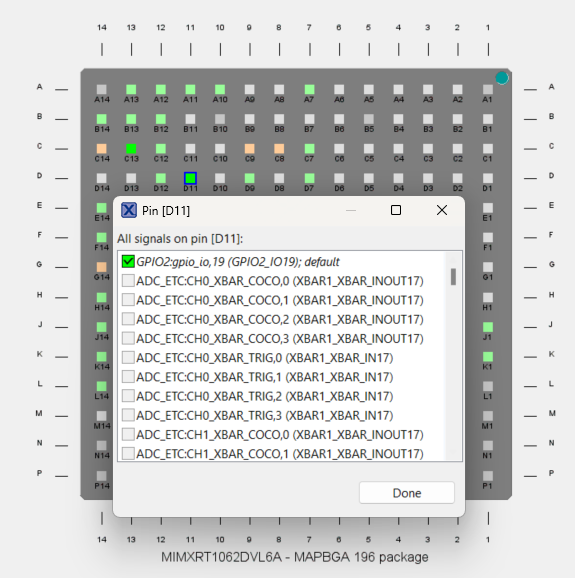 14 13 12 11 10 9 8 7 6 5 4 3 2 1
A A
A14 A13 A12 A11 A10 A9 A8 A7 A6 A5 A4 A3 A2 A1
B B
B14 B13 B12 B11 B10 B9 B8 B7 B6 B5 B4 B3 B2 B1
C C
C14 C13 C12 C11 C10 C9 C8 C7 C6 C5 C4 C3 C2 C1
D D
D14 D13 D12 D11 D10 D9 D8 D7 D6 D5 D4 D3 D2 D1
E E
E14 E1
F F
F14 F1
G G
G14 G1
H H
H14 H1
J J
J14 J1
K K
K14 K1
L L
L14 L1
M M
M14 M1
N N
N14 N1
P P
P14 P1
Pin [D11]
All signals on pin [D11]:
GPIO2:gpio_io,19 (GPIO2_IO19); default
ADC_ETC:CH0_XBAR_COCO,0 (XBAR1_XBAR_INOUT17)
ADC_ETC:CH0_XBAR_COCO,1 (XBAR1_XBAR_INOUT17)
ADC_ETC:CH0_XBAR_COCO,2 (XBAR1_XBAR_INOUT17)
ADC_ETC:CH0_XBAR_COCO,3 (XBAR1_XBAR_INOUT17)
ADC_ETC:CH0_XBAR_TRIG,0 (XBAR1_XBAR_IN17)
ADC_ETC:CH0_XBAR_TRIG,1 (XBAR1_XBAR_IN17)
ADC_ETC:CH0_XBAR_TRIG,2 (XBAR1_XBAR_IN17)
ADC_ETC:CH0_XBAR_TRIG,3 (XBAR1_XBAR_IN17)
ADC_ETC:CH1_XBAR_COCO,0 (XBAR1_XBAR_INOUT17)
ADC_ETC:CH1_XBAR_COCO,1 (XBAR1_XBAR_INOUT17)
Done
14 13 12 11 10 9 8 7 6 5 4 3 2 1
MIMXRT1062DVL6A - MAPBGA 196 package